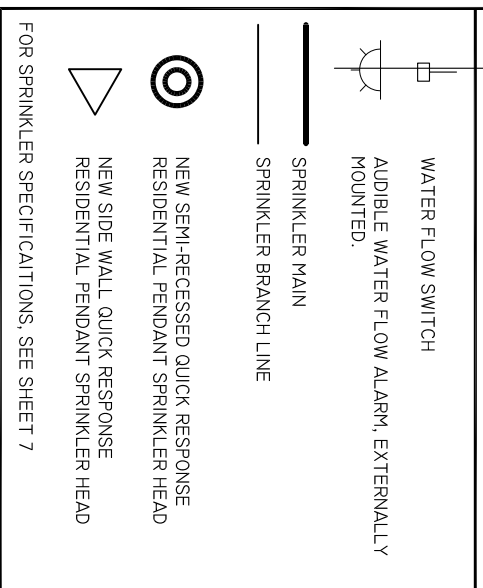 WATER FLOW SWITCH
AUDIBLE WATER FLOW ALARM, EXTERNALLY
MOUNTED.
SPRINKLER MAIN
SPRINKLER BRANCH LINE
NEW SEMI-RECESSED QUICK RESPONSE
RESIDENTIAL PENDANT SPRINKLER HEAD
NEW SIDE WALL QUICK RESPONSE
RESIDENTIAL PENDANT SPRINKLER HEAD
FOR SPRINKLER SPECIFICAITIONS, SEE SHEET 7